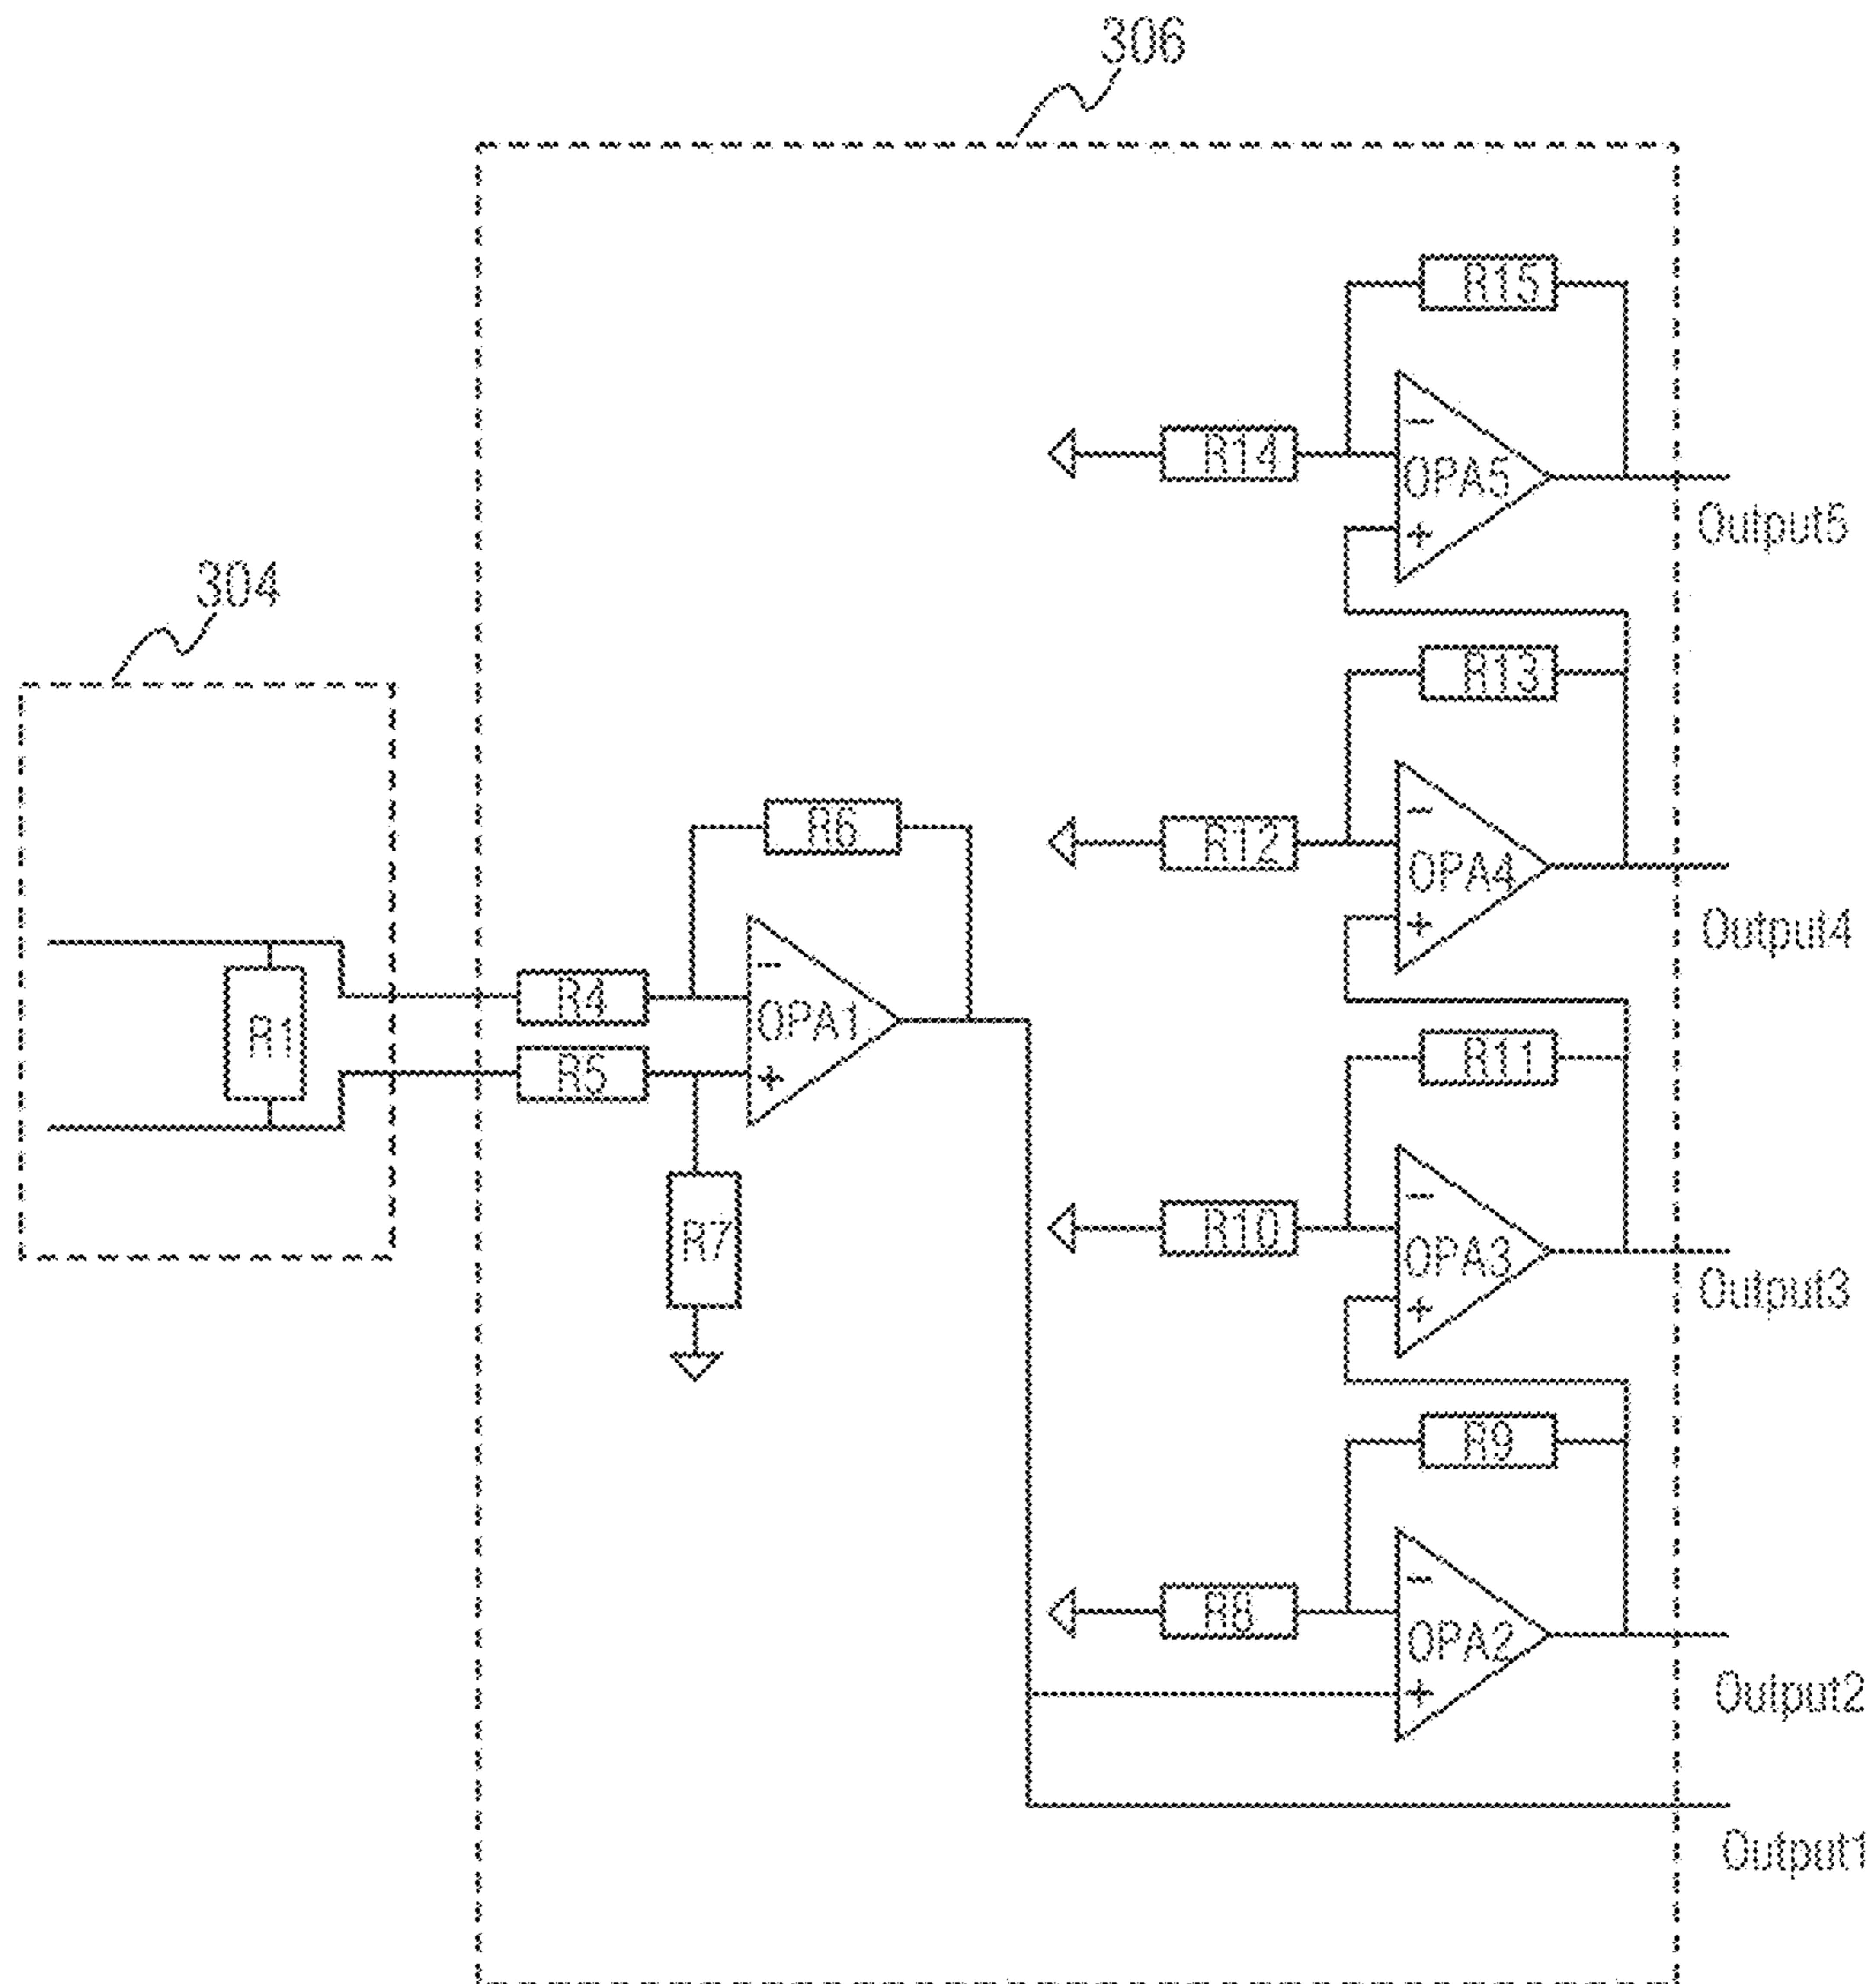 306
R15
R14
-
OPA5
+
Output5
304
R13
R12
-
OPA4
+
Output4
R6
R4
-
OPA1
R1
R5
+
R11
R10
-
OPA3
+
Output3
R7
R9
R8
-
OPA2
+
Output2
Output1